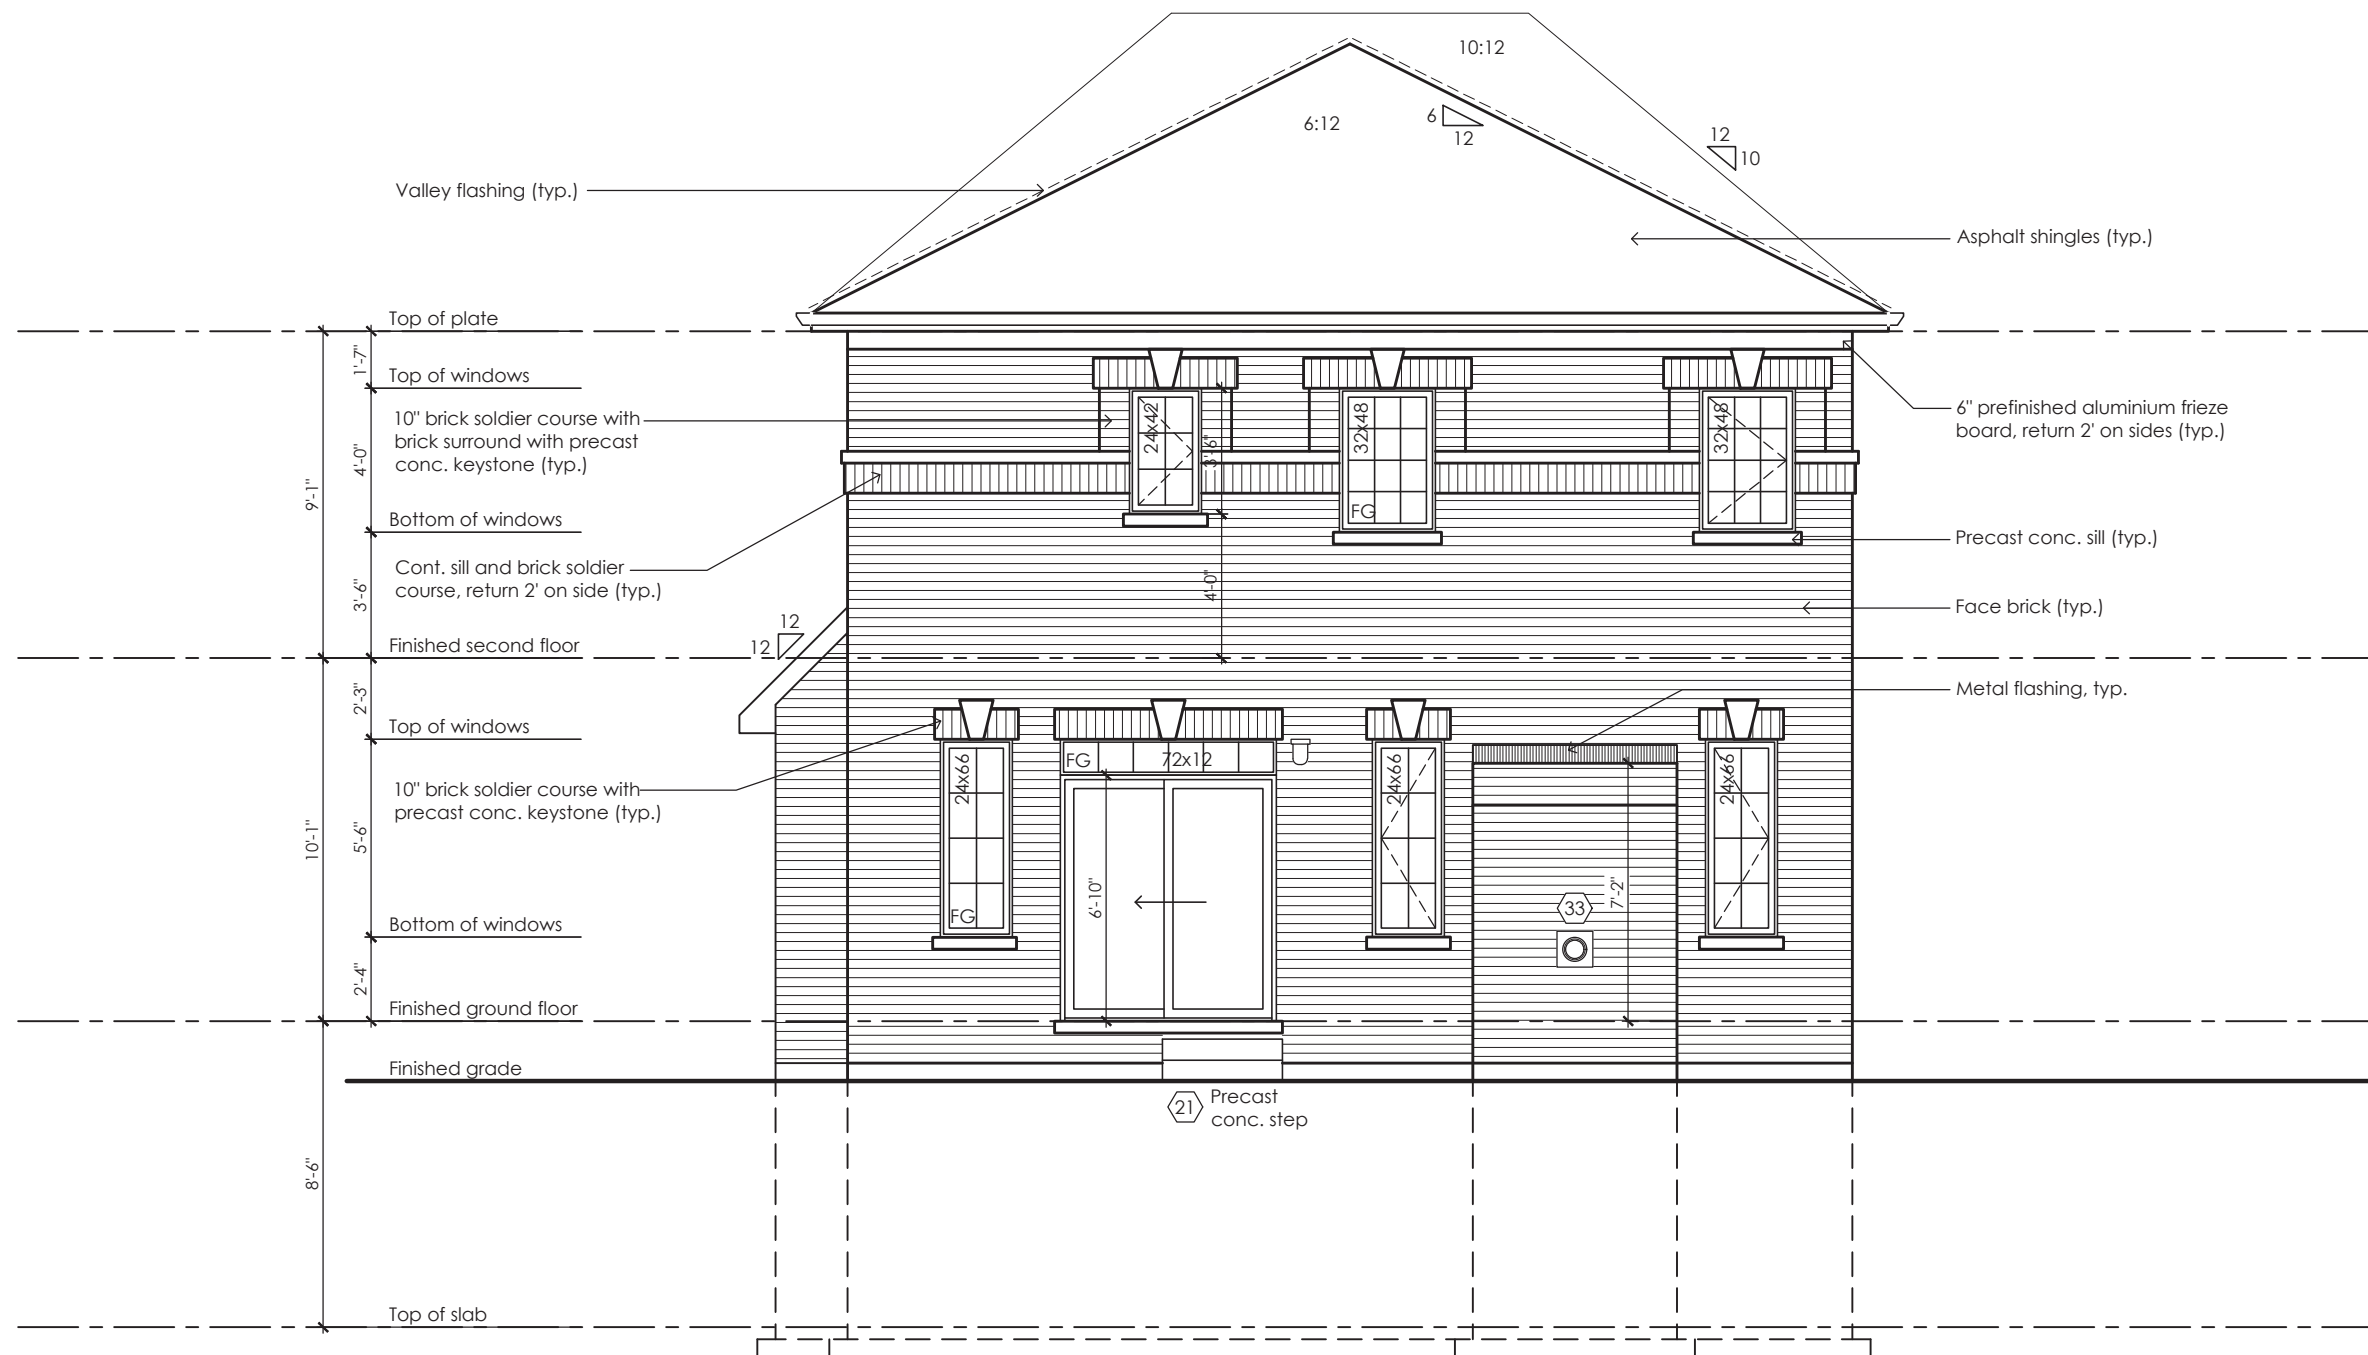 10:12
6:12
6
12
12
10
Valley flashing (typ.)
Asphalt shingles (typ.)
Top of plate
1'-7"
Top of windows
10" brick soldier course with
brick surround with precast
conc. keystone (typ.)
4'-0"
9'-1"
Bottom of windows
Cont. sill and brick soldier
course, return 2' on side (typ.)
3'-6"
Finished second floor
12
12
24x42
3'-6"
32x48
FG
32x48
4'-0"
6" prefinished aluminium frieze
board, return 2' on sides (typ.)
Precast conc. sill (typ.)
Face brick (typ.)
Metal flashing, typ.
2'-3"
Top of windows
10" brick soldier course with
precast conc. keystone (typ.)
10'-1"
5'-6"
Bottom of windows
2'-4"
Finished ground floor
Finished grade
24x66
FG
FG
72x12
6'-10"
24x66
33
7'-2"
24x66
21
Precast
conc. step
8'-6"
Top of slab